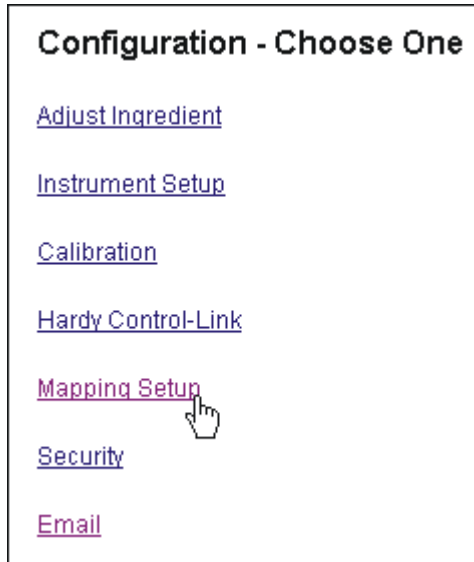 Configuration - Choose One
Adjust Ingredient
Instrument Setup
Calibration
Hardy Control-Link
Mapping Setup
Security
Email